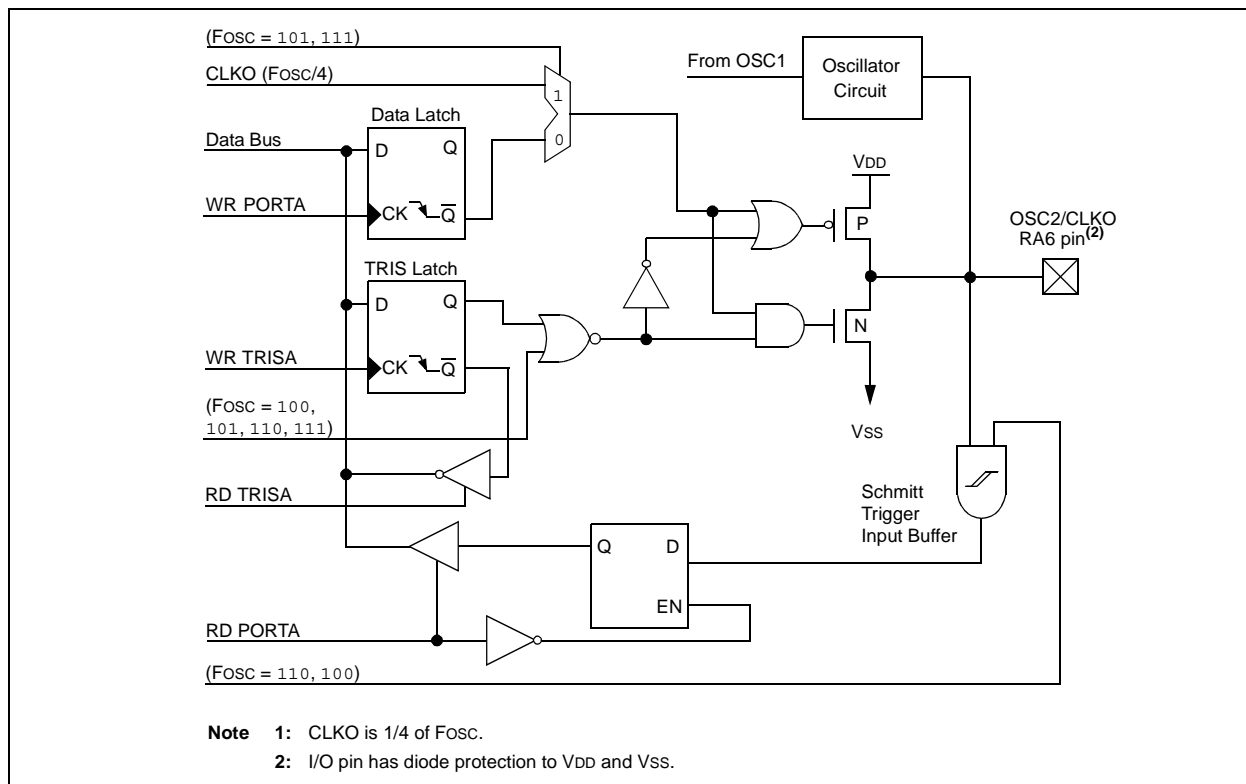 (FOSC = 101, 111)
CLKO (FOSC/4)
From OSC1
Oscillator
Circuit
1
0
Data Latch
Data Bus
D
Q
WR PORTA
CK
Q
VDD
P
OSC2/CLKO
RA6 pin(2)
TRIS Latch
D
Q
N
WR TRISA
CK
Q
(FOSC = 100,
101, 110, 111)
VSS
RD TRISA
Schmitt
Trigger
Input Buffer
Q
D
EN
RD PORTA
(FOSC = 110, 100)
Note 1: CLKO is 1/4 of FOSC.
2: I/O pin has diode protection to VDD and VSS.